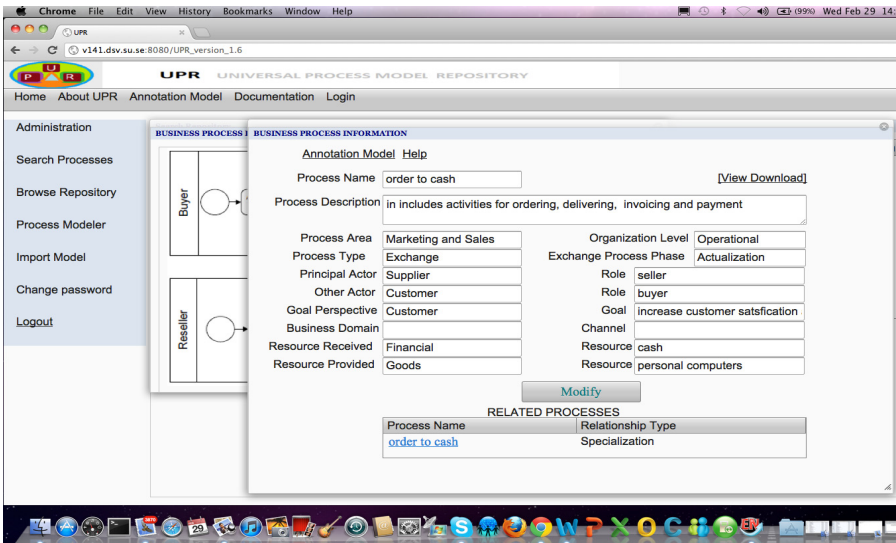 Chrome File Edit View History Bookmarks Window Help (99%) Wed Feb 29 14:
UPR
v141.dsv.su.se:8080/UPR_version_1.6
U P R UPR UNIVERSAL PROCESS MODEL REPOSITORY
Home About UPR Annotation Model Documentation Login
Administration
Search Processes
Browse Repository
Process Modeler
Import Model
Change password
Logout
BUSINESS PROCESS I
Buyer
Reseller
BUSINESS PROCESS INFORMATION
Annotation Model Help
Process Name order to cash [View Download]
Process Description in includes activities for ordering, delivering, invoicing and payment
Process Area Marketing and Sales Organization Level Operational
Process Type Exchange Exchange Process Phase Actualization
Principal Actor Supplier Role seller
Other Actor Customer Role buyer
Goal Perspective Customer Goal increase customer satsfication
Business Domain Channel
Resource Received Financial Resource cash
Resource Provided Goods Resource personal computers
Modify
RELATED PROCESSES
Process Name Relationship Type
order to cash Specialization